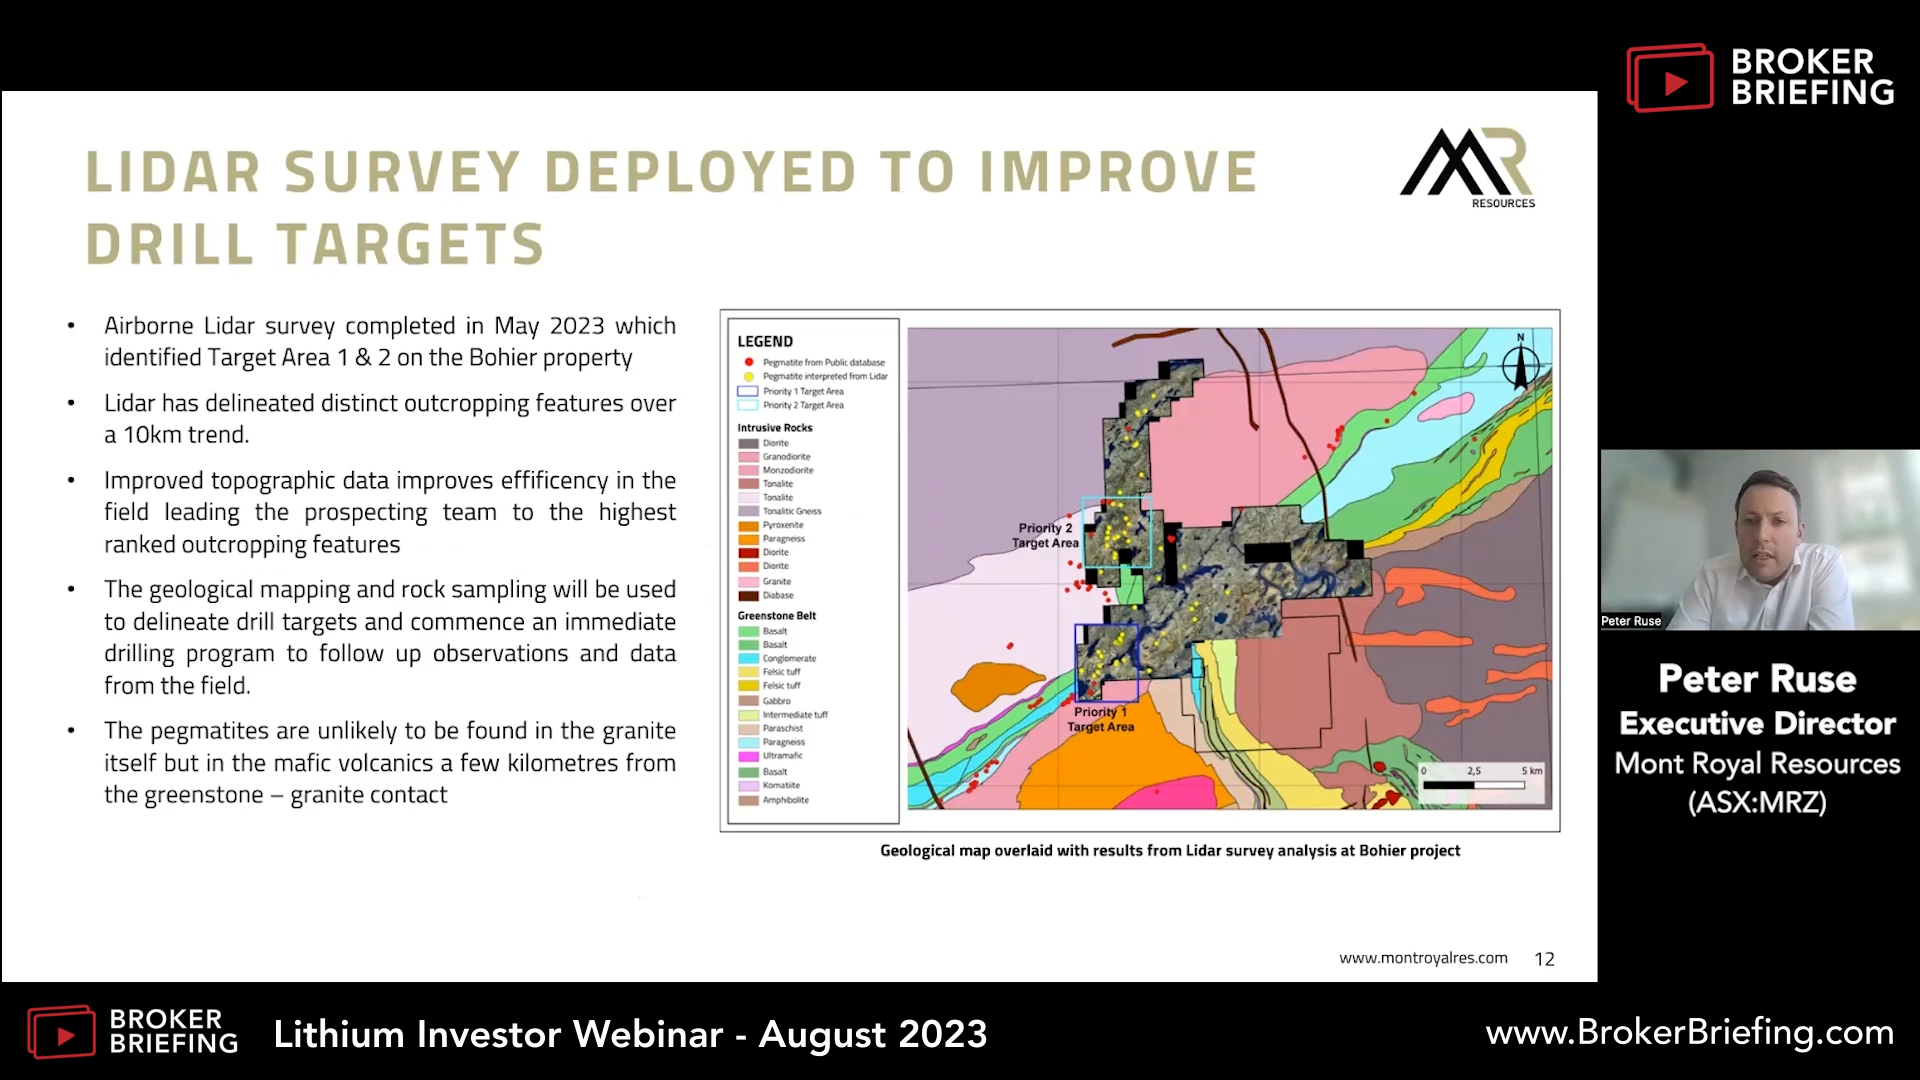 BROKER
BRIEFING
LIDAR SURVEY DEPLOYED TO IMPROVE
DRILL TARGETS
MR
RESOURCES
• Airborne Lidar survey completed in May 2023 which
identified Target Area 1 & 2 on the Bohier property
• Lidar has delineated distinct outcropping features over
a 10km trend.
• Improved topographic data improves effificency in the
field leading the prospecting team to the highest
ranked outcropping features
• The geological mapping and rock sampling will be used
to delineate drill targets and commence an immediate
drilling program to follow up observations and data
from the field.
• The pegmatites are unlikely to be found in the granite
itself but in the mafic volcanics a few kilometres from
the greenstone – granite contact
LEGEND
Pegmatite from Public database
Pegmatite interpreted from Lidar
Priority 1 Target Area
Priority 2 Target Area
Intrusive Rocks
Diorite
Granodiorite
Monzodiorite
Tonalite
Tonalite
Tonalitic Gneiss
Pyroxenite
Paragneiss
Diorite
Diorite
Granite
Diabase
Greenstone Belt
Basalt
Basalt
Conglomerate
Felsic tuff
Felsic tuff
Gabbro
Intermediate tuff
Paraschist
Paragneiss
Ultramafic
Basalt
Komatiite
Amphibolite
N
Priority 2
Target Area
Priority 1
Target Area
0 2,5 5 km
Geological map overlaid with results from Lidar survey analysis at Bohier project
www.montroyalres.com 12
Peter Ruse
Peter Ruse
Executive Director
Mont Royal Resources
(ASX:MRZ)
BROKER
BRIEFING
Lithium Investor Webinar - August 2023
www.BrokerBriefing.com